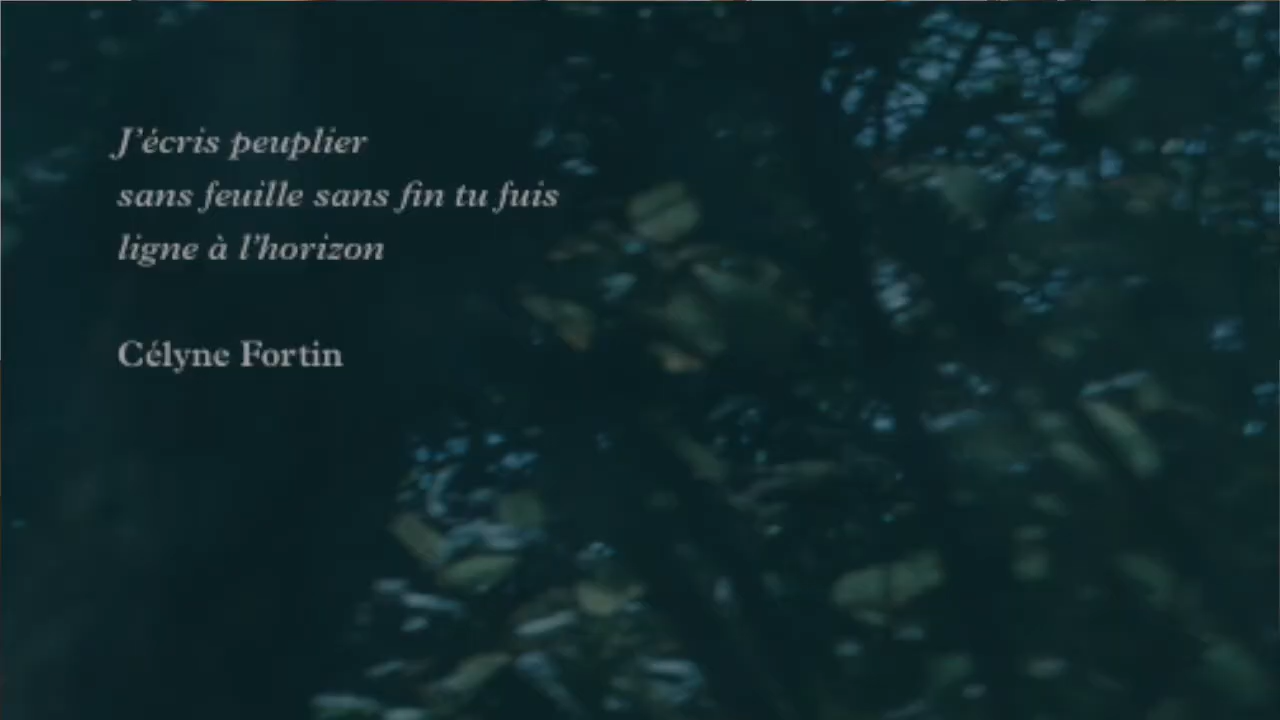 J’écris peuplier
sans feuille sans fin tu fuis
ligne à l’horizon
Célyne Fortin